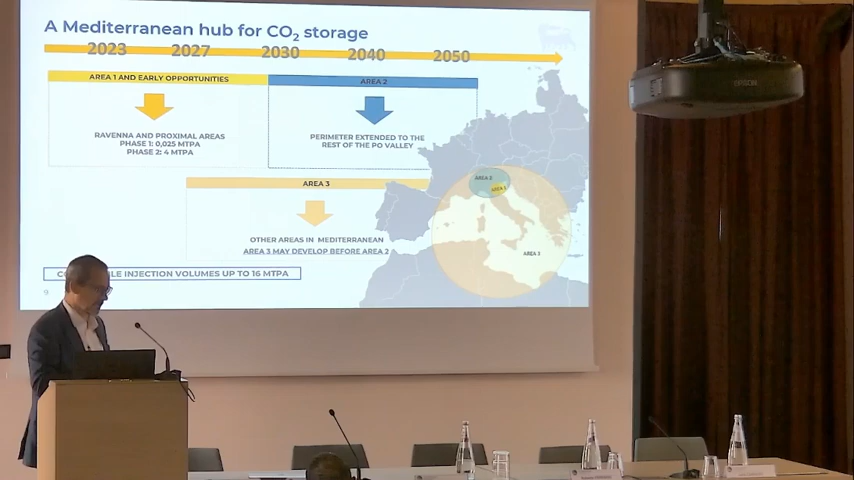 A Mediterranean hub for CO2 storage
2023 2027 2030 2040 2050
AREA 1 AND EARLY OPPORTUNITIES
AREA 2
RAVENNA AND PROXIMAL AREAS
PHASE 1: 0,025 MTPA
PHASE 2: 4 MTPA
PERIMETER EXTENDED TO THE
REST OF THE PO VALLEY
AREA 3
OTHER AREAS IN MEDITERRANEAN
AREA 3 MAY DEVELOP BEFORE AREA 2
INJECTION VOLUMES UP TO 16 MTPA
AREA 2
AREA 1
AREA 3
9
EPSON